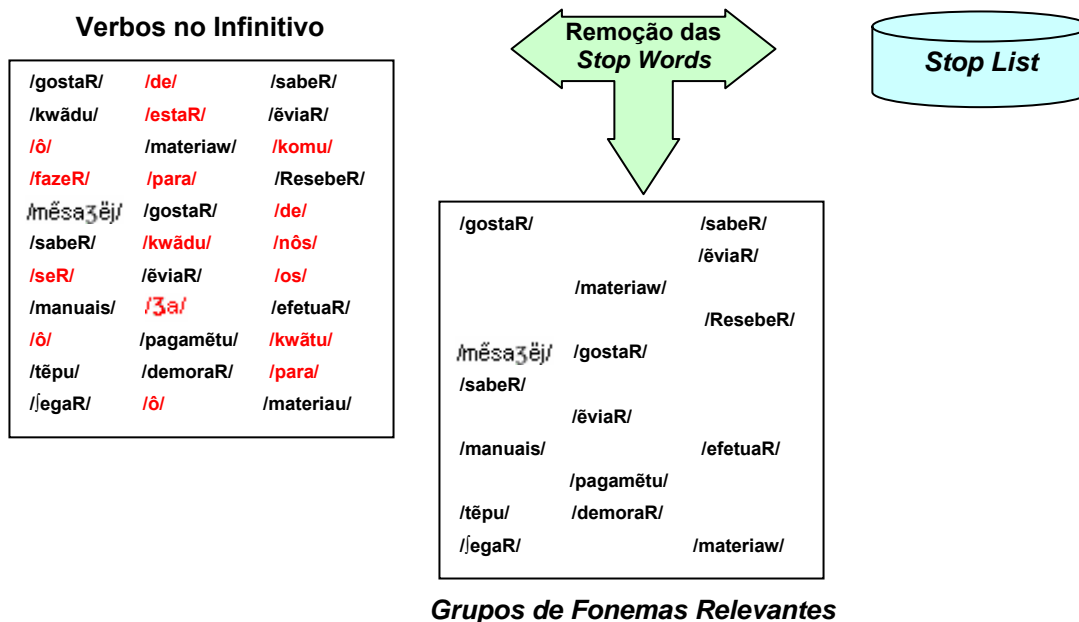 Verbos no Infinitivo
/gostaR/ /de/ /sabeR/
/kwãdu/ /estaR/ /ẽviaR/
/ô/ /materiaw/ /komu/
/fazeR/ /para/ /ResebeR/
/mẽsaʒëj/ /gostaR/ /de/
/sabeR/ /kwãdu/ /nôs/
/seR/ /ẽviaR/ /os/
/manuais/ /ʒa/ /efetuaR/
/ô/ /pagamẽtu/ /kwãtu/
/tẽpu/ /demoraR/ /para/
/ʃegaR/ /ô/ /materiau/
Remoção das
Stop Words
Stop List
/gostaR/ /sabeR/
/ẽviaR/
/materiaw/
/ResebeR/
/mẽsaʒëj/ /gostaR/
/sabeR/
/ẽviaR/
/manuais/ /efetuaR/
/pagamẽtu/
/tẽpu/ /demoraR/
/ʃegaR/ /materiaw/
Grupos de Fonemas Relevantes